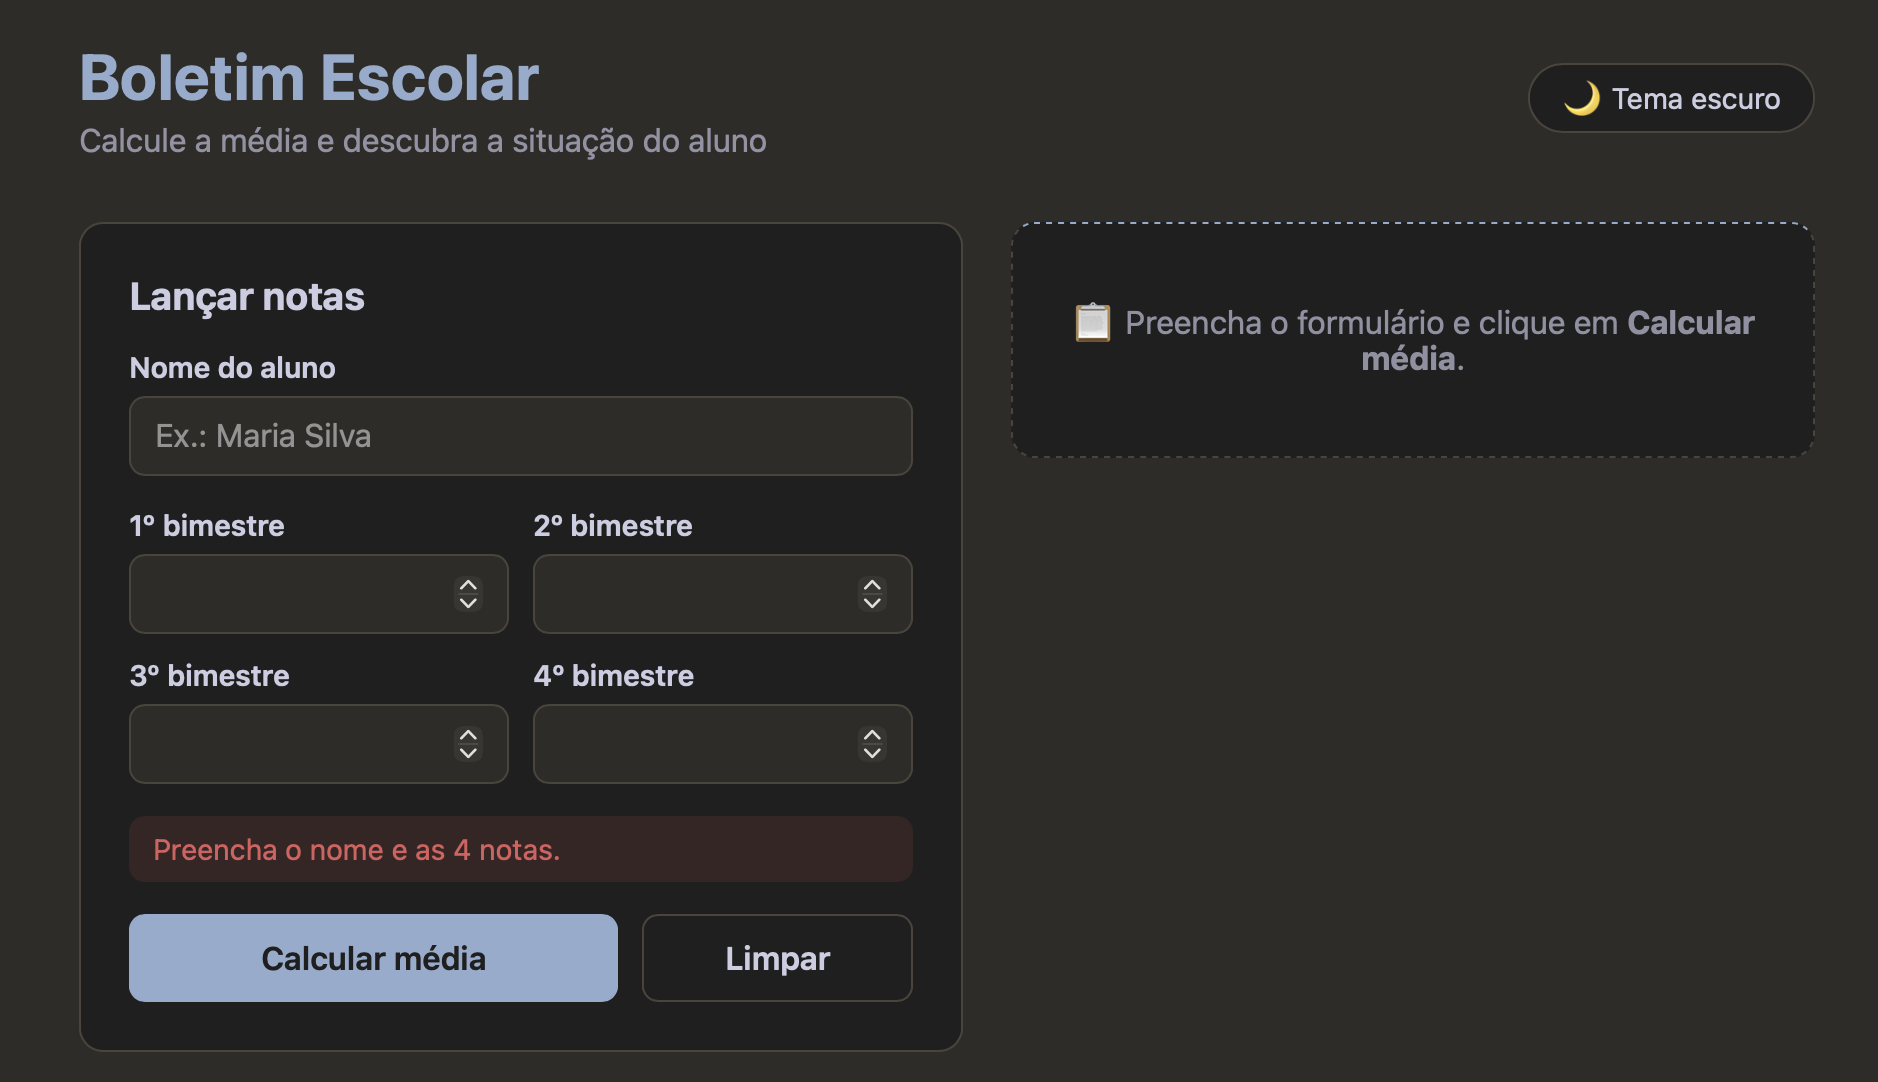 Boletim Escolar
Calcule a média e descubra a situação do aluno
🌙 Tema escuro
Lançar notas
Nome do aluno
Ex.: Maria Silva
1º bimestre
2º bimestre
3º bimestre
4º bimestre
Preencha o nome e as 4 notas.
Calcular média
Limpar
📋 Preencha o formulário e clique em Calcular
média.